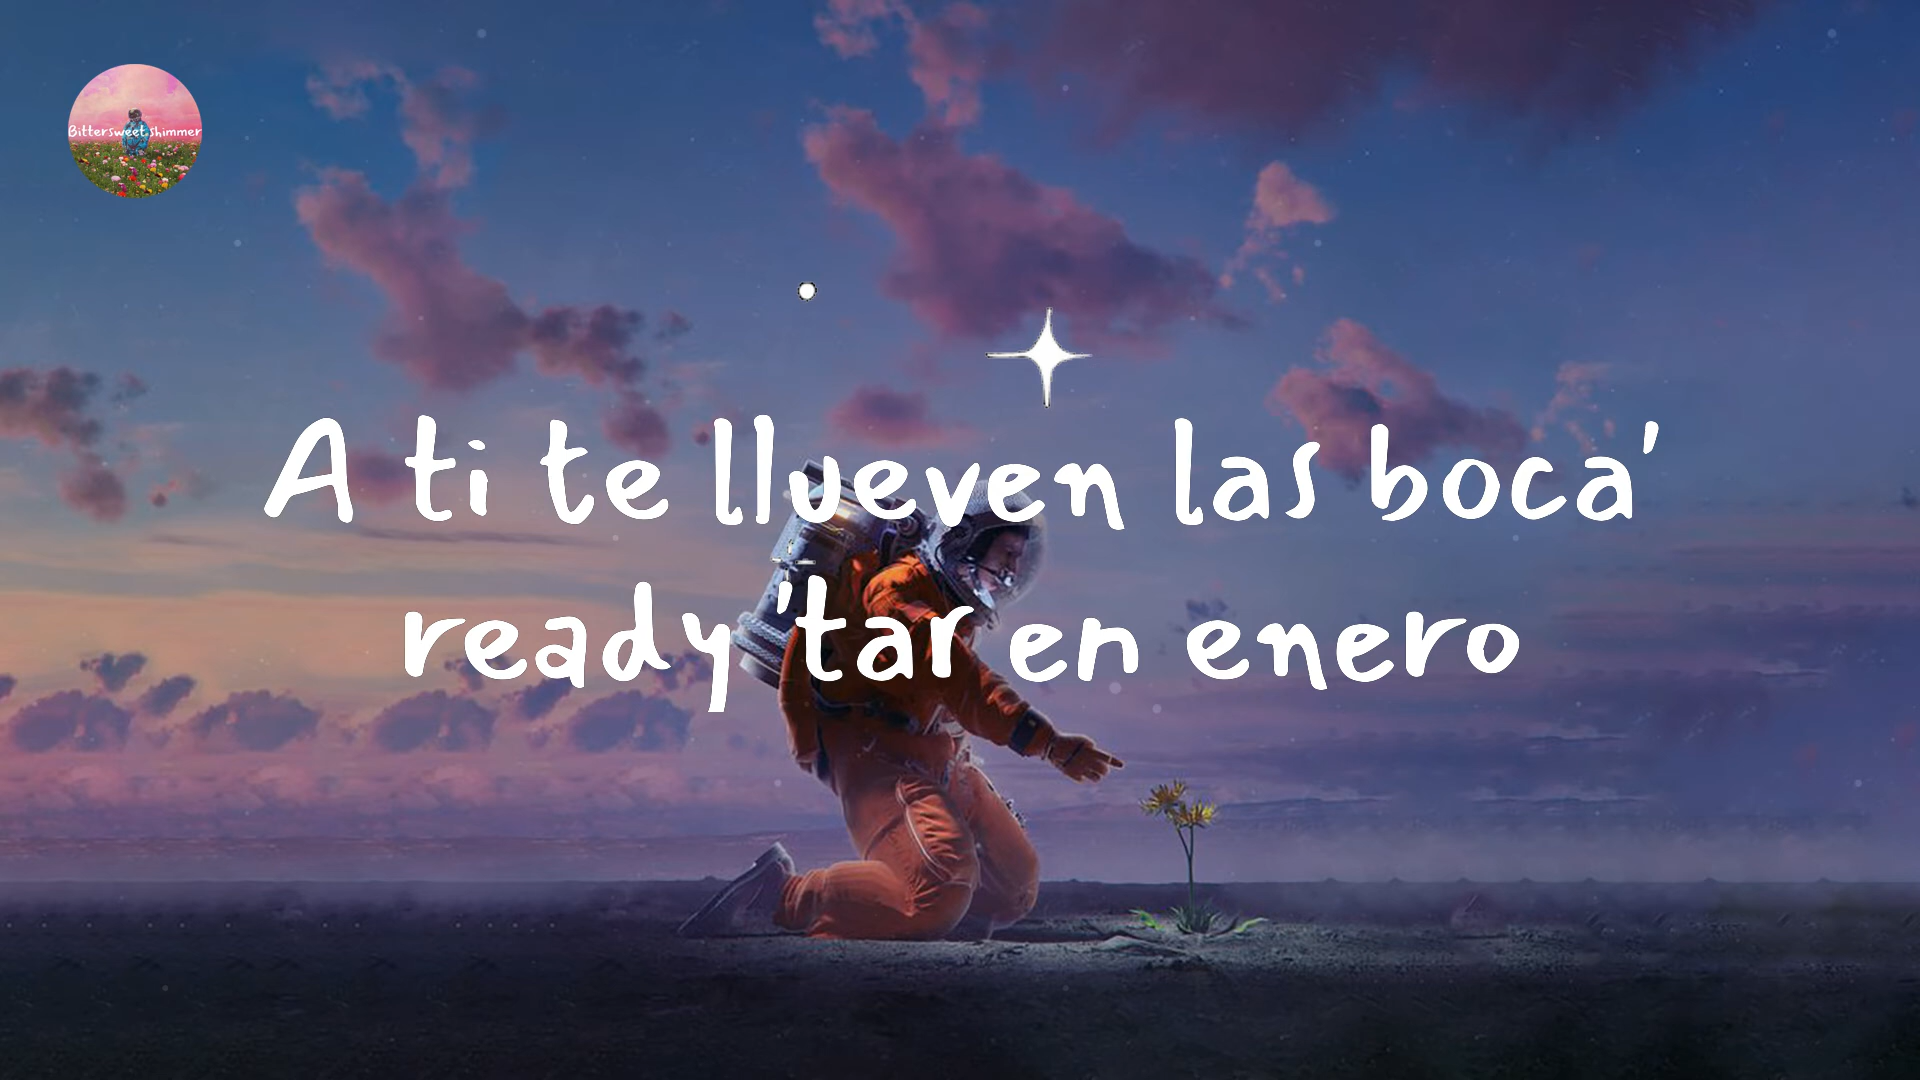 Bittersweet shimmer
A ti te llueven las boca'
ready 'tar en enero